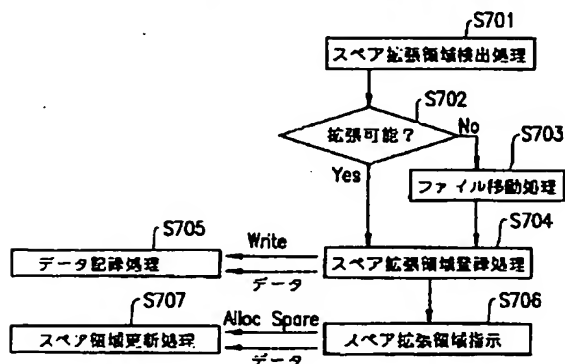 S701
スペア拡張領域検出処理
S702
拡張可能?
No
S703
Yes
ファイル移動処理
S705
S704
Write
データ記録処理
スペア拡張領域登録処理
データ
S707
S706
Alloc Spare
スペア領域更新処理
スペア拡張領域指示
データ